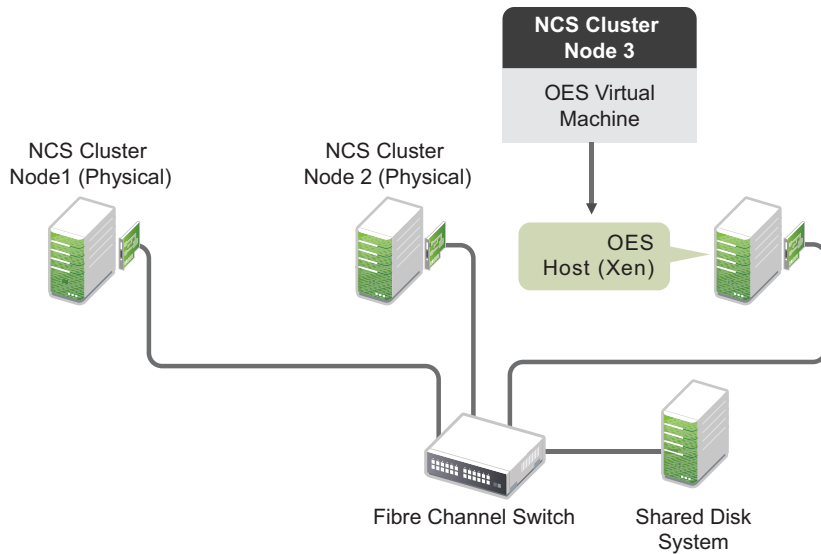 NCS Cluster
Node 3
OES Virtual
Machine
NCS Cluster
Node1 (Physical)
NCS Cluster
Node 2 (Physical)
OES
Host (Xen)
Fibre Channel Switch
Shared Disk
System